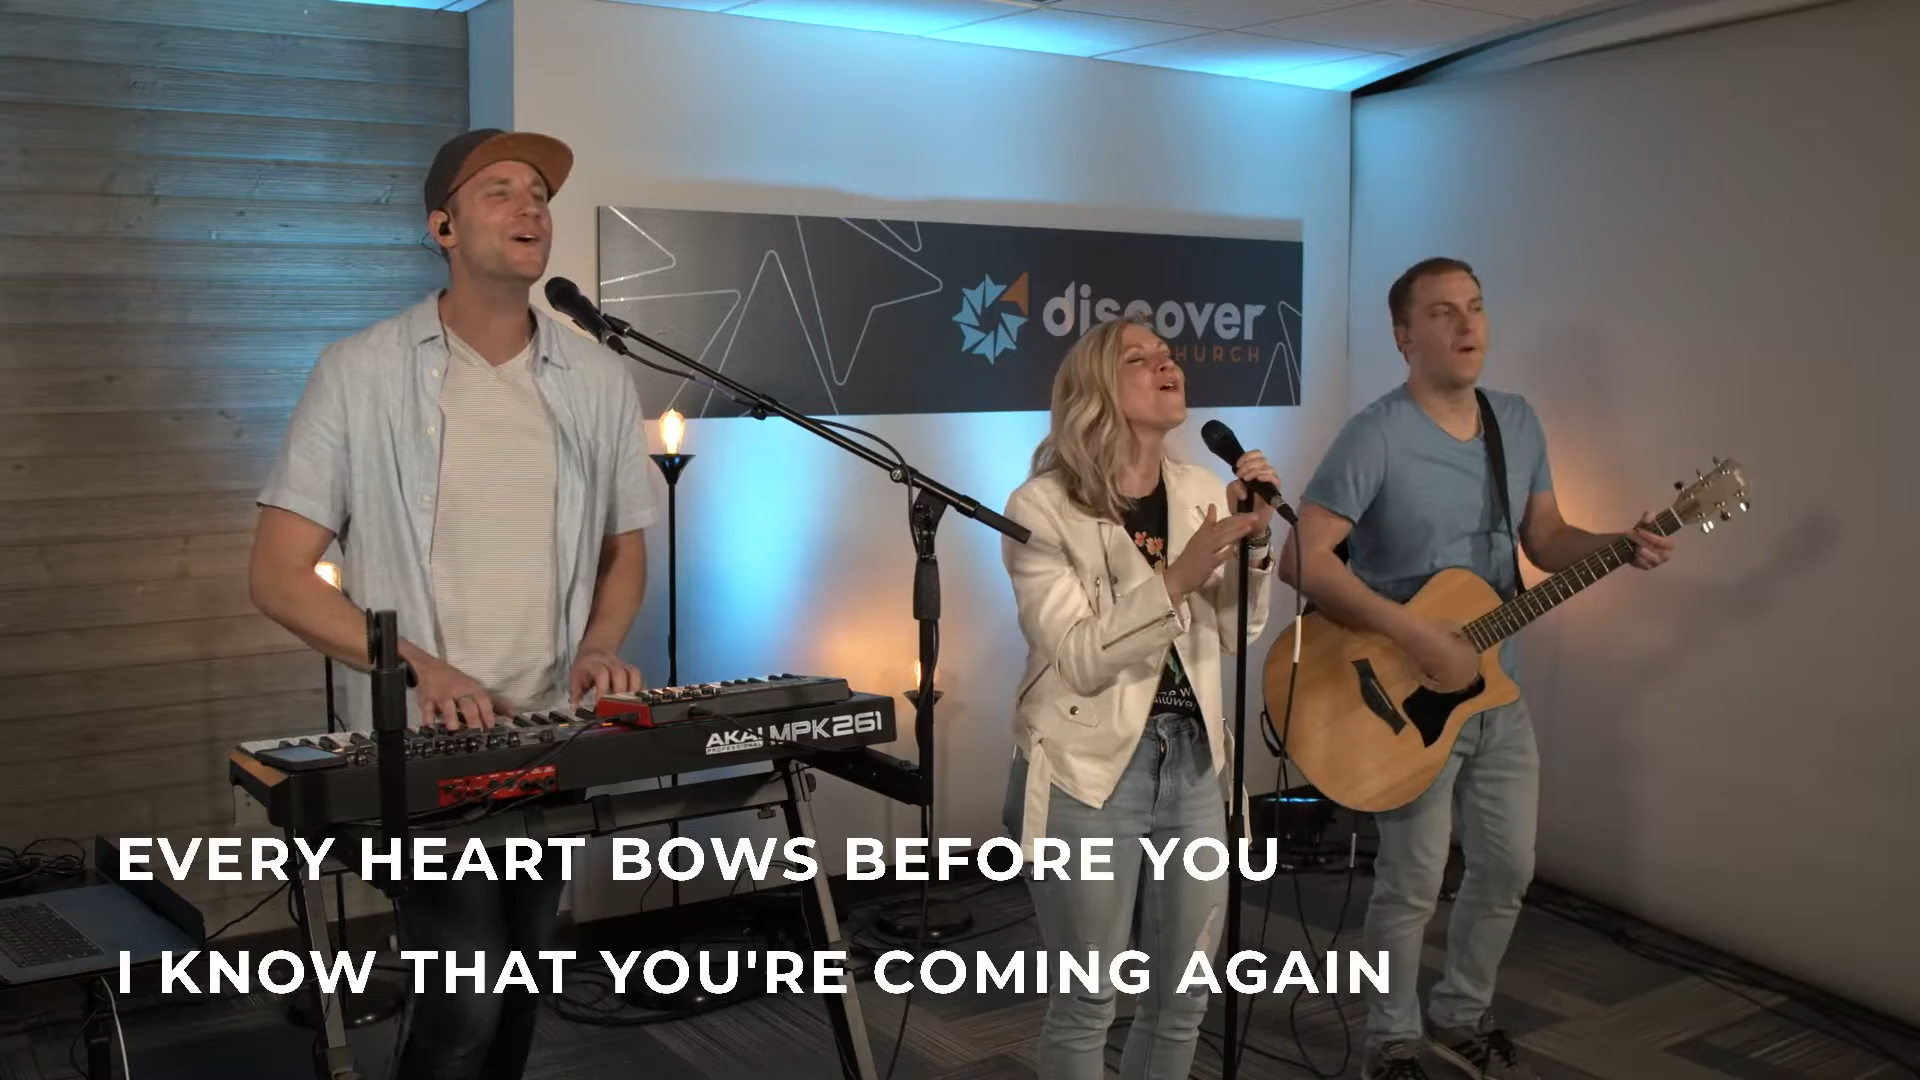 discover
CHURCH
AKAI MPK261
PROFESSIONAL
EVERY HEART BOWS BEFORE YOU
I KNOW THAT YOU'RE COMING AGAIN